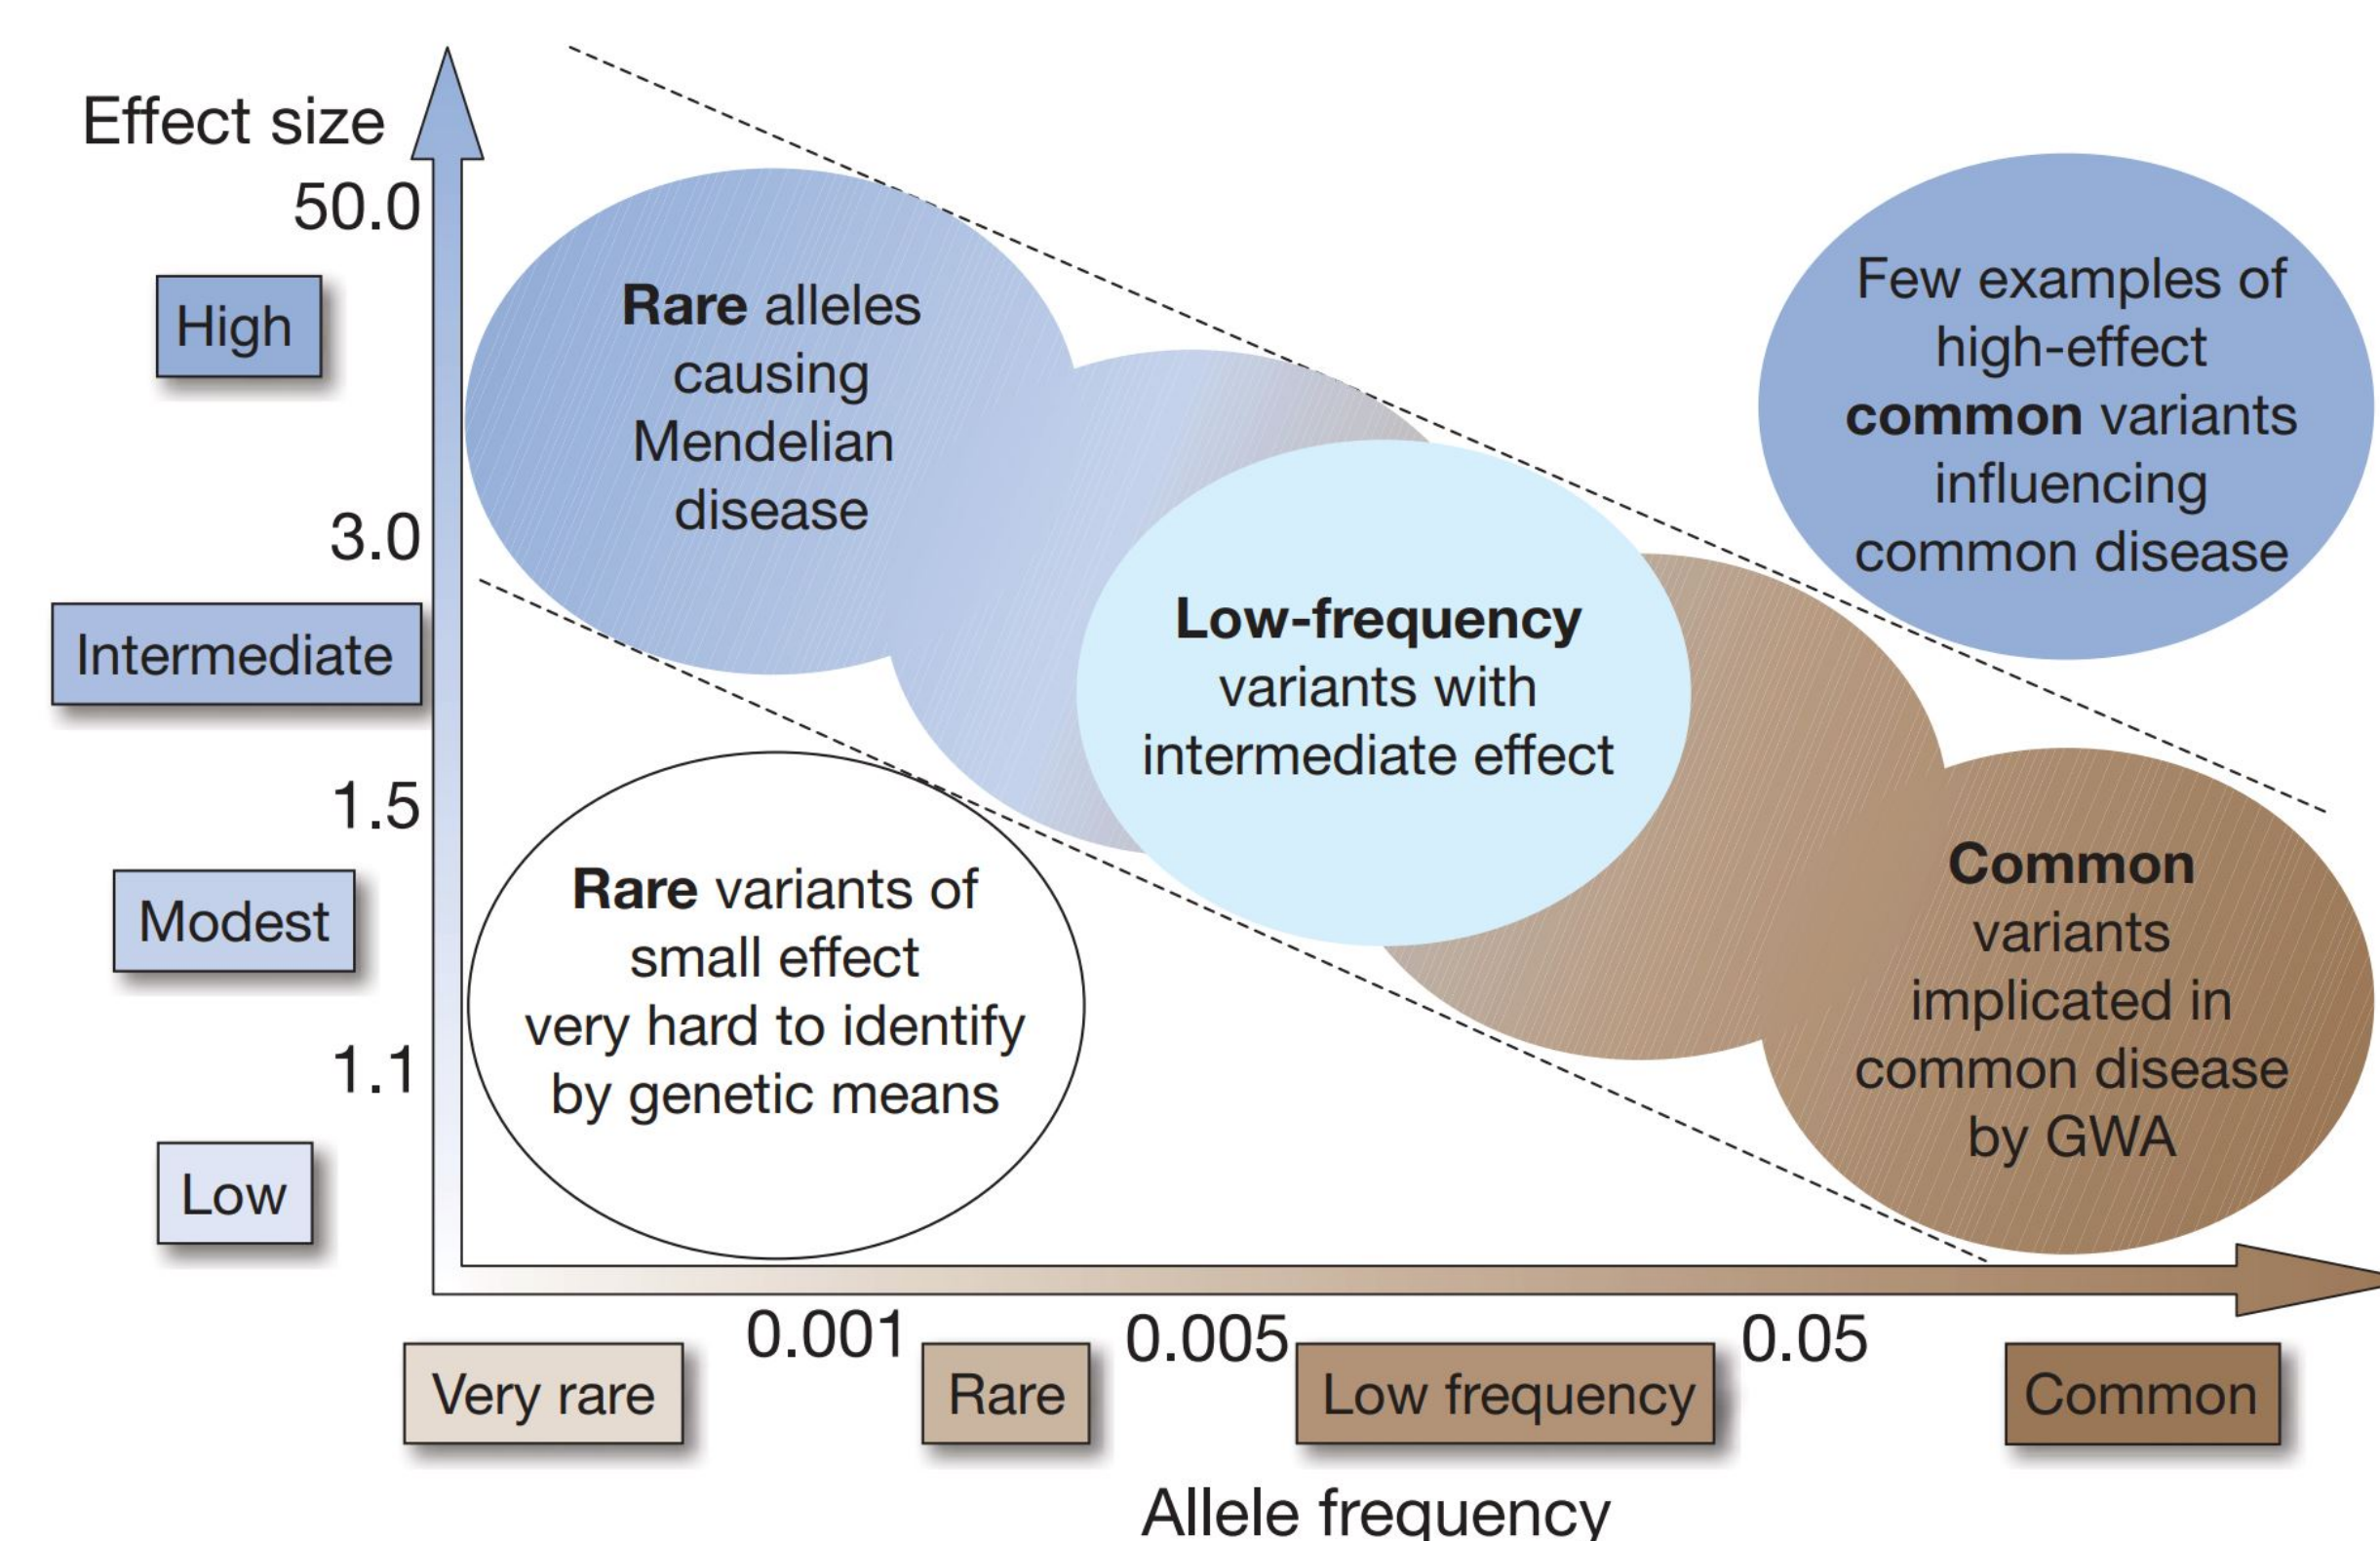 Effect size
50.0
High
3.0
Intermediate
1.5
Modest
1.1
Low
Rare alleles
causing
Mendelian
disease
Few examples of
high-effect
common variants
influencing
common disease
Low-frequency
variants with
intermediate effect
Rare variants of
small effect
very hard to identify
by genetic means
Common
variants
implicated in
common disease
by GWA
0.001
0.005
0.05
Very rare
Rare
Low frequency
Common
Allele frequency